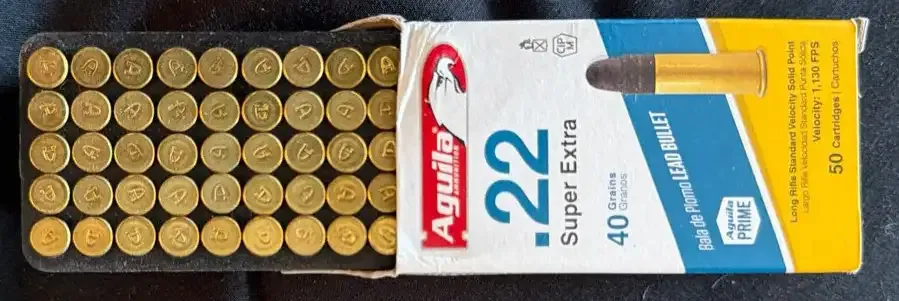 Aguila
AMMUNITION
.22
Super Extra
40 Grains
Granos
CIP
M
Bala de Plomo LEAD BULLET
Aguila
PRIME
Long Rifle Standard Velocity Solid Point
Largo Rifle Velocidad Standard Punta Sólida
Velocity: 1,130 FPS
50 Cartridges | Cartuchos